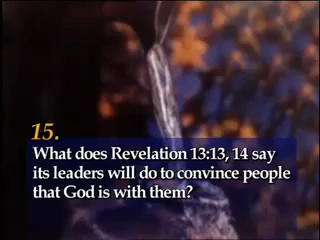 15.
What does Revelation 13:13, 14 say
its leaders will do to convince people
that God is with them?